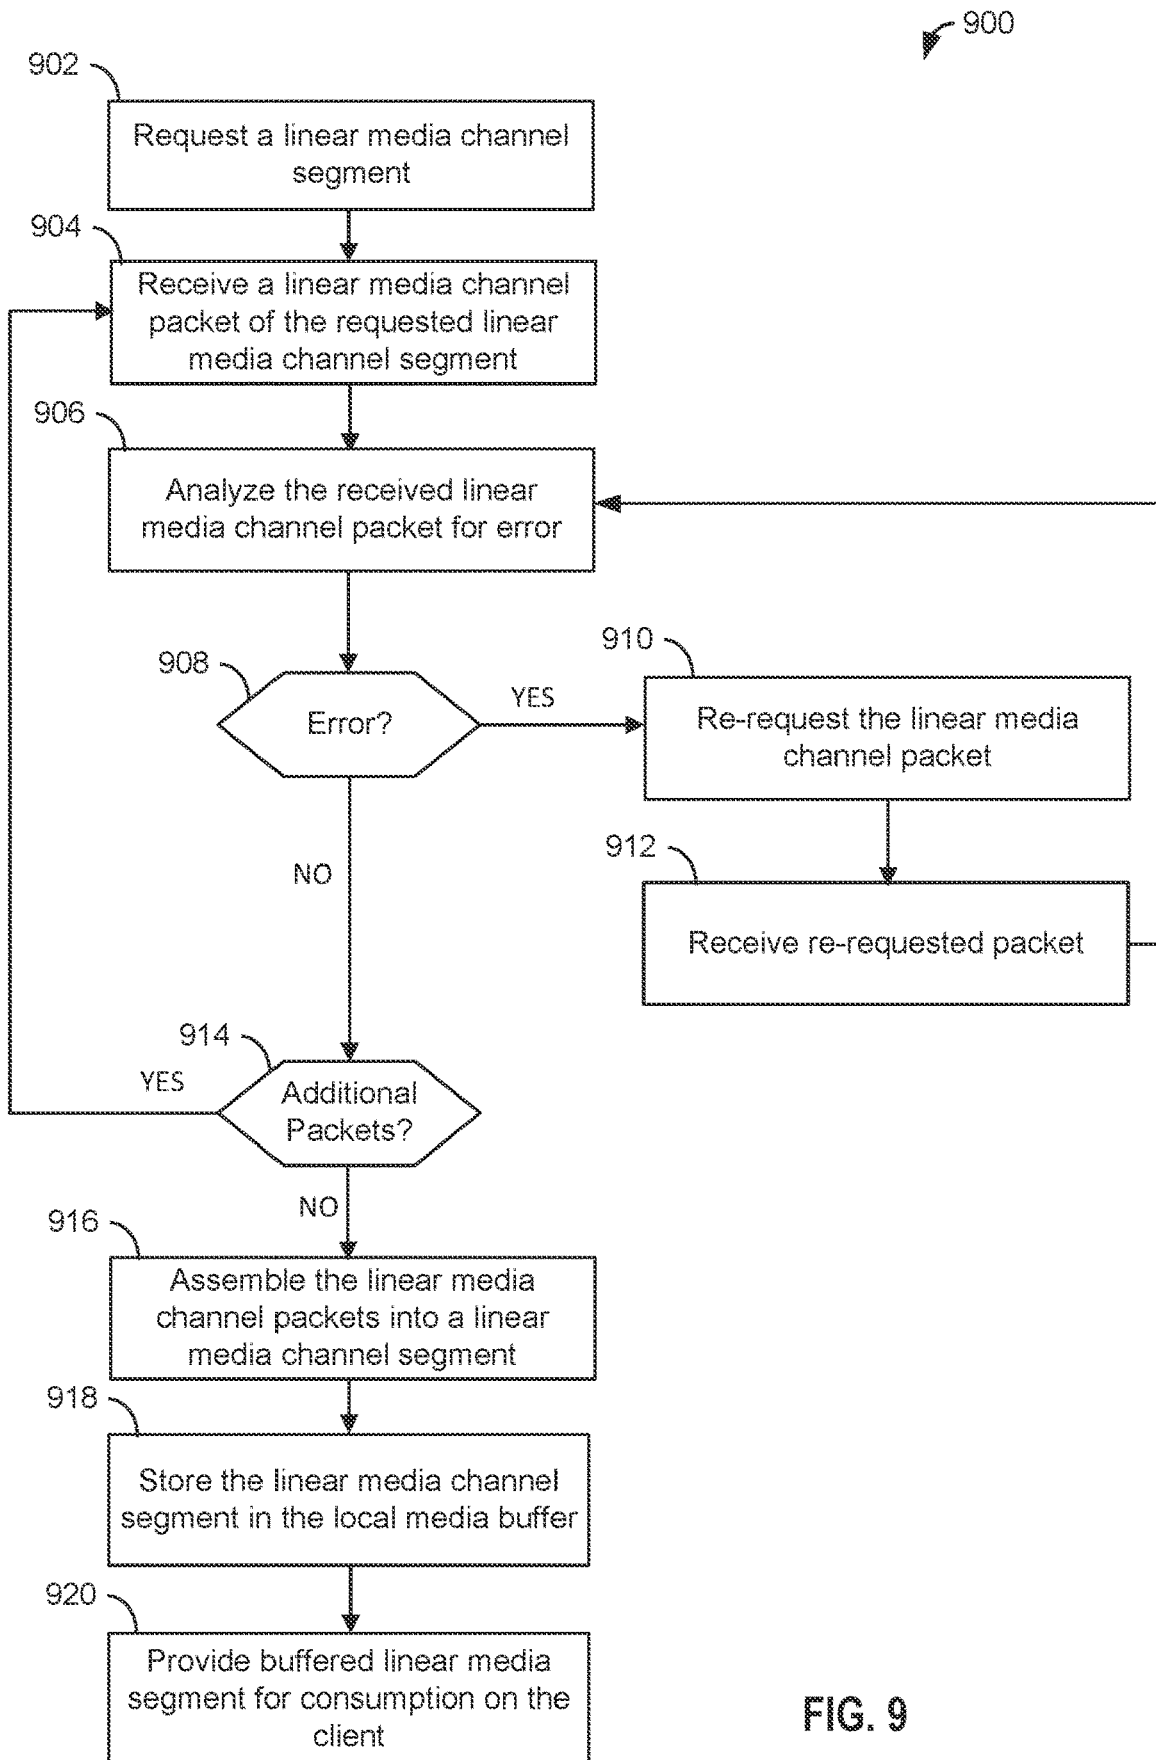 900
902
Request a linear media channel
segment
904
Receive a linear media channel
packet of the requested linear
media channel segment
906
Analyze the received linear
media channel packet for error
908
Error?
YES
910
Re-request the linear media
channel packet
912
Receive re-requested packet
NO
914
Additional
Packets?
YES
NO
916
Assemble the linear media
channel packets into a linear
media channel segment
918
Store the linear media channel
segment in the local media buffer
920
Provide buffered linear media
segment for consumption on the
client
FIG. 9